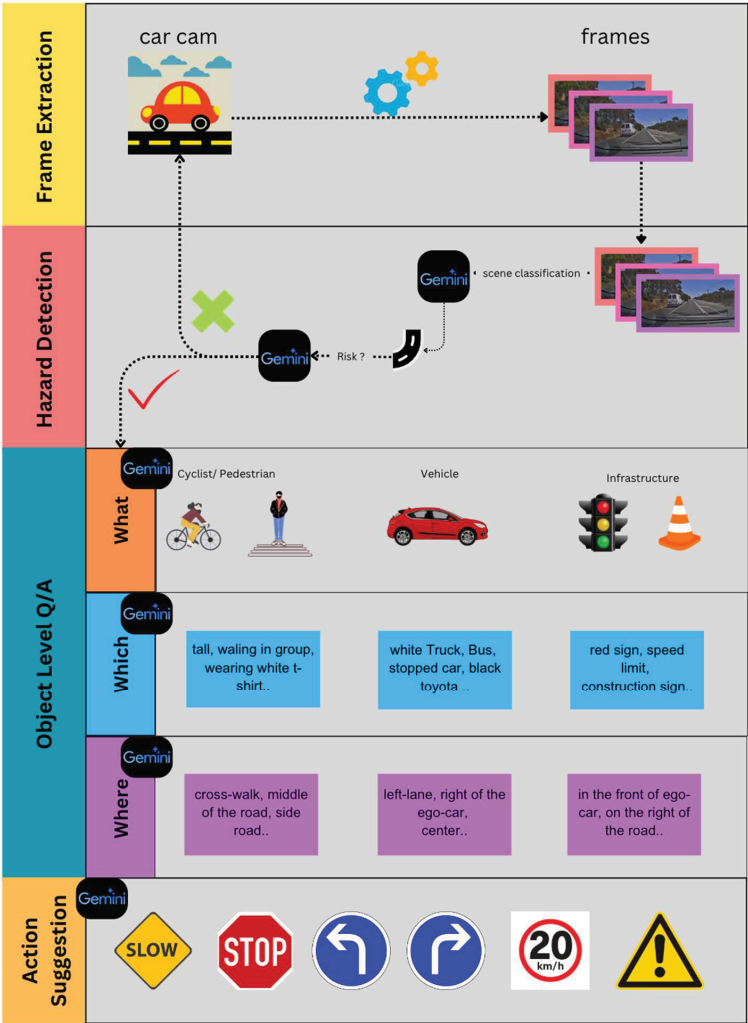 Frame Extraction
car cam
frames
Hazard Detection
Gemini
scene classification
Gemini
Risk ?
Object Level Q/A
What
Gemini
Cyclist/ Pedestrian
Vehicle
Infrastructure
Which
Gemini
tall, waling in group,
wearing white t-
shirt..
white Truck, Bus,
stopped car, black
toyota ..
red sign, speed
limit,
construction sign..
Where
Gemini
cross-walk, middle
of the road, side
road..
left-lane, right of the
ego-car,
center..
in the front of ego-
car, on the right of
the road..
Action
Suggestion
Gemini
SLOW
STOP
20
km/h